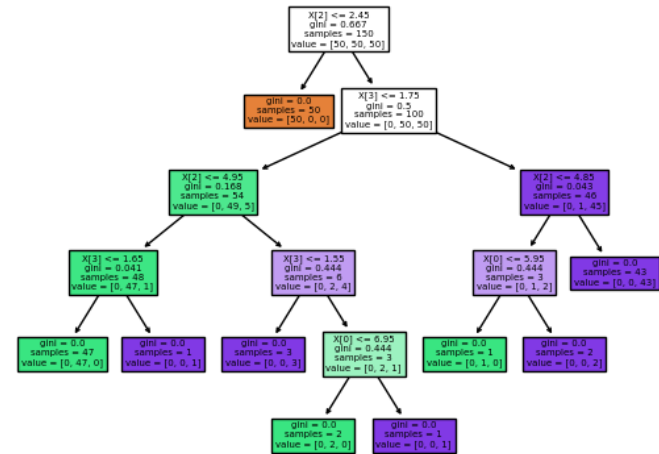 X[2] <= 2.45
gini = 0.667
samples = 150
value = [50, 50, 50]
gini = 0.0
samples = 50
value = [50, 0, 0]
X[3] <= 1.75
gini = 0.5
samples = 100
value = [0, 50, 50]
X[2] <= 4.95
gini = 0.168
samples = 54
value = [0, 49, 5]
X[2] <= 4.85
gini = 0.043
samples = 46
value = [0, 1, 45]
X[3] <= 1.65
gini = 0.041
samples = 48
value = [0, 47, 1]
X[3] <= 1.55
gini = 0.444
samples = 6
value = [0, 2, 4]
X[0] <= 5.95
gini = 0.444
samples = 3
value = [0, 1, 2]
gini = 0.0
samples = 43
value = [0, 0, 43]
gini = 0.0
samples = 47
value = [0, 47, 0]
gini = 0.0
samples = 1
value = [0, 0, 1]
gini = 0.0
samples = 3
value = [0, 0, 3]
X[0] <= 6.95
gini = 0.444
samples = 3
value = [0, 2, 1]
gini = 0.0
samples = 1
value = [0, 1, 0]
gini = 0.0
samples = 2
value = [0, 0, 2]
gini = 0.0
samples = 2
value = [0, 2, 0]
gini = 0.0
samples = 1
value = [0, 0, 1]